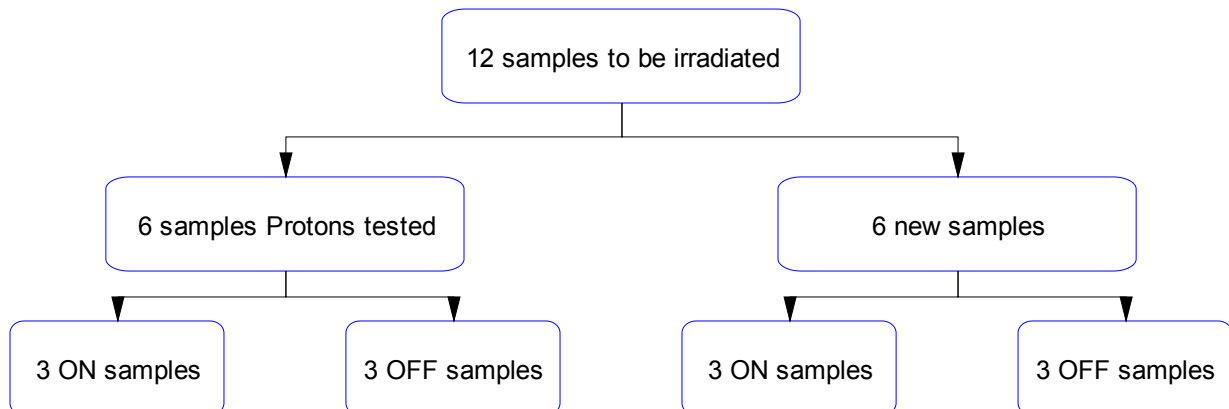 12 samples to be irradiated
6 samples Protons tested
6 new samples
3 ON samples
3 OFF samples
3 ON samples
3 OFF samples